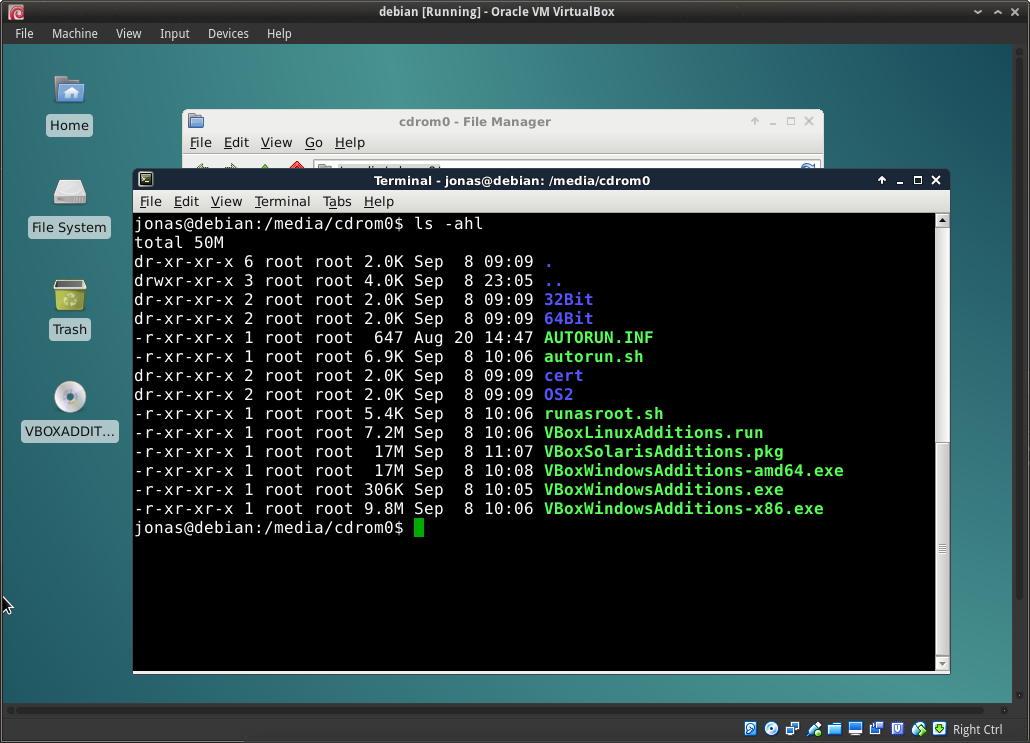 debian [Running] - Oracle VM VirtualBox
File Machine View Input Devices Help
Home
File System
Trash
VBOXADDIT...
cdrom0 - File Manager
File Edit View Go Help
Terminal - jonas@debian: /media/cdrom0
File Edit View Terminal Tabs Help
jonas@debian:/media/cdrom0$ ls -ahl
total 50M
dr-xr-xr-x 6 root root 2.0K Sep  8 09:09 .
drwxr-xr-x 3 root root 4.0K Sep  8 23:05 ..
dr-xr-xr-x 2 root root 2.0K Sep  8 09:09 32Bit
dr-xr-xr-x 2 root root 2.0K Sep  8 09:09 64Bit
-r-xr-xr-x 1 root root  647 Aug 20 14:47 AUTORUN.INF
-r-xr-xr-x 1 root root 6.9K Sep  8 10:06 autorun.sh
dr-xr-xr-x 2 root root 2.0K Sep  8 09:09 cert
dr-xr-xr-x 2 root root 2.0K Sep  8 09:09 OS2
-r-xr-xr-x 1 root root 5.4K Sep  8 10:06 runasroot.sh
-r-xr-xr-x 1 root root 7.2M Sep  8 10:06 VBoxLinuxAdditions.run
-r-xr-xr-x 1 root root  17M Sep  8 11:07 VBoxSolarisAdditions.pkg
-r-xr-xr-x 1 root root  17M Sep  8 10:08 VBoxWindowsAdditions-amd64.exe
-r-xr-xr-x 1 root root 306K Sep  8 10:05 VBoxWindowsAdditions.exe
-r-xr-xr-x 1 root root 9.8M Sep  8 10:06 VBoxWindowsAdditions-x86.exe
jonas@debian:/media/cdrom0$
Right Ctrl